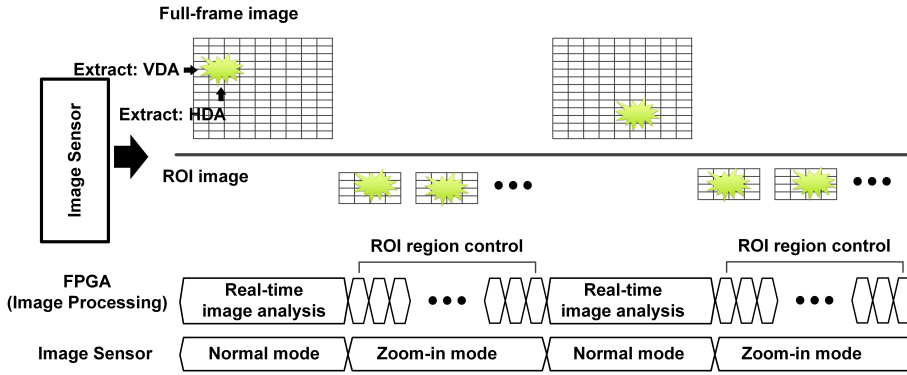 Full-frame image
Extract: VDA
Extract: HDA
Image Sensor
ROI image
ROI region control
ROI region control
FPGA
(Image Processing)
Real-time
image analysis
Real-time
image analysis
Image Sensor
Normal mode
Zoom-in mode
Normal mode
Zoom-in mode